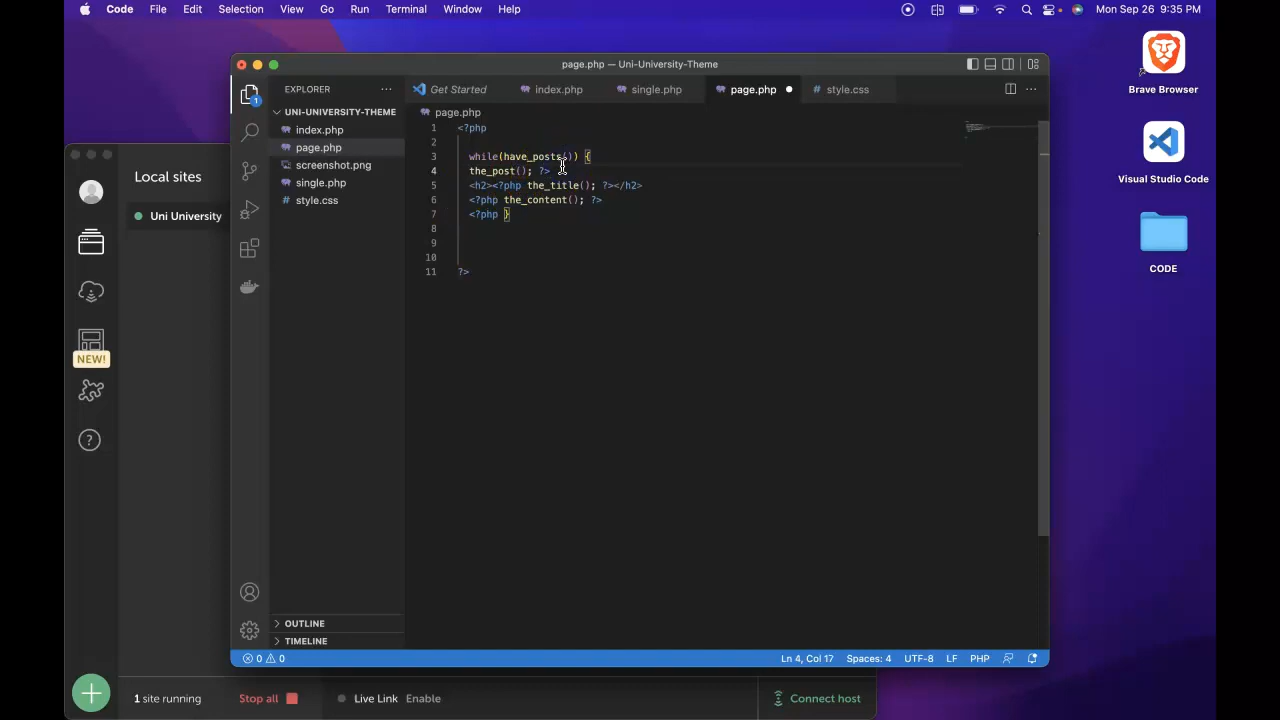 Code File Edit Selection View Go Run Terminal Window Help Mon Sep 26 9:35 PM
page.php — Uni-University-Theme
Brave Browser
Visual Studio Code
CODE
Local sites
Uni University
NEW!
1 site running Stop all Live Link Enable Connect host
EXPLORER
1
UNI-UNIVERSITY-THEME
index.php
page.php
screenshot.png
single.php
style.css
OUTLINE
TIMELINE
Get Started index.php single.php page.php style.css
page.php
1 <?php
2
3 while(have_posts()) {
4 the_post(); ?>
5 <h2><?php the_title(); ?></h2>
6 <?php the_content(); ?>
7 <?php }
8
9
10
11 ?>
0 0 Ln 4, Col 17 Spaces: 4 UTF-8 LF PHP